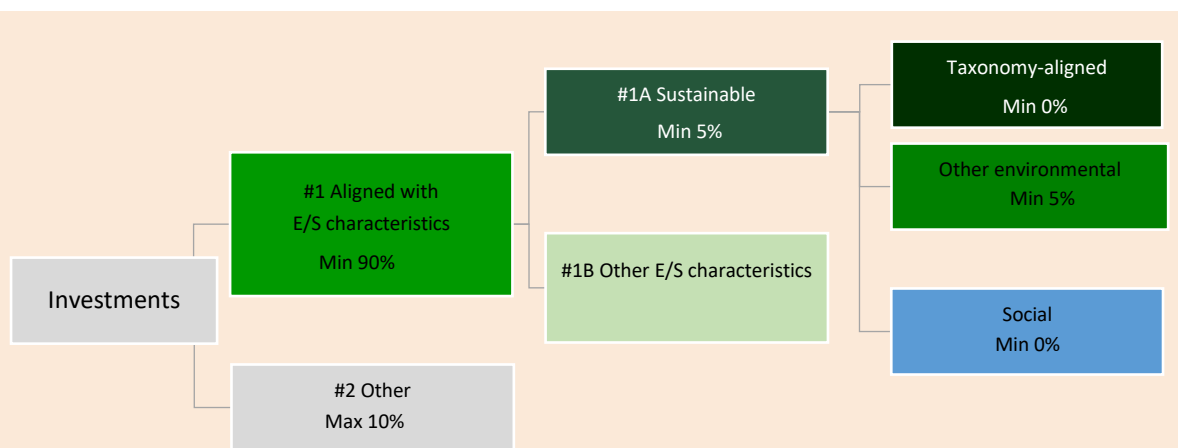 Investments
#1 Aligned with
E/S characteristics
Min 90%
#2 Other
Max 10%
#1A Sustainable
Min 5%
#1B Other E/S characteristics
Taxonomy-aligned
Min 0%
Other environmental
Min 5%
Social
Min 0%